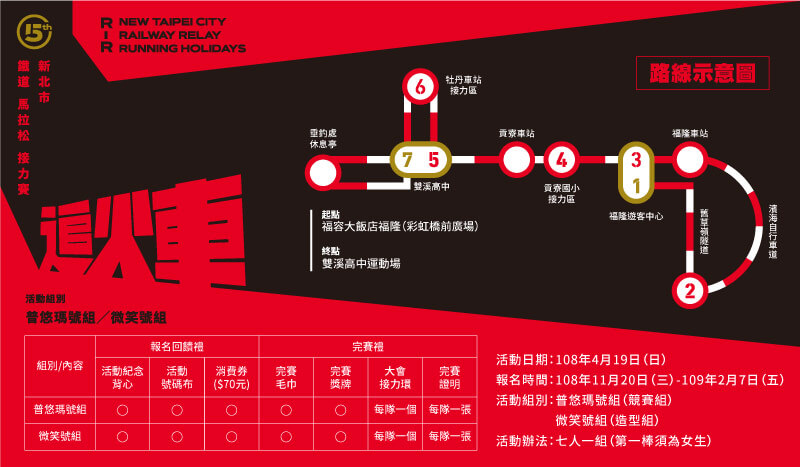 15th
新北市
鐵道 馬拉松 接力賽
R NEW TAIPEI CITY
I RAILWAY RELAY
R RUNNING HOLIDAYS
路線示意圖
6
牡丹車站
接力區
垂釣處
休息亭
7 5
雙溪高中
貢寮車站
4
貢寮國小
接力區
3
1
福隆遊客中心
福隆車站
舊草嶺隧道
濱海自行車道
2
起點
福容大飯店福隆(彩虹橋前廣場)
終點
雙溪高中運動場
這火車
活動組別
普悠瑪號組／微笑號組
組別/內容 報名回饋禮 完賽禮
活動紀念背心 活動號碼布 消費券($70元) 完賽毛巾 完賽獎牌 大會接力環 完賽證明
普悠瑪號組 ○ ○ ○ ○ ○ 每隊一個 每隊一張
微笑號組 ○ ○ ○ ○ ○ 每隊一個 每隊一張
活動日期:108年4月19日(日)
報名時間:108年11月20日(三)-109年2月7日(五)
活動組別:普悠瑪號組(競賽組)
微笑號組(造型組)
活動辦法:七人一組(第一棒須為女生)